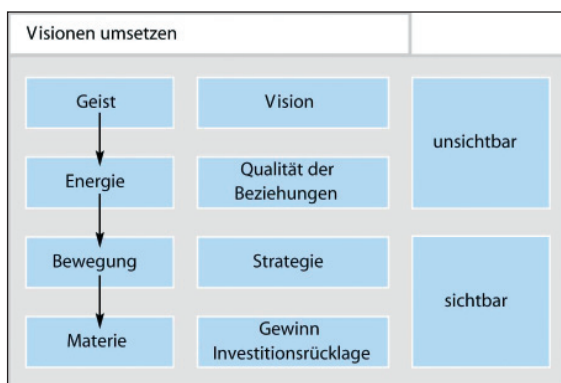 Visionen umsetzen
Geist
Vision
unsichtbar
Energie
Qualität der
Beziehungen
Bewegung
Strategie
sichtbar
Materie
Gewinn
Investitionsrücklage